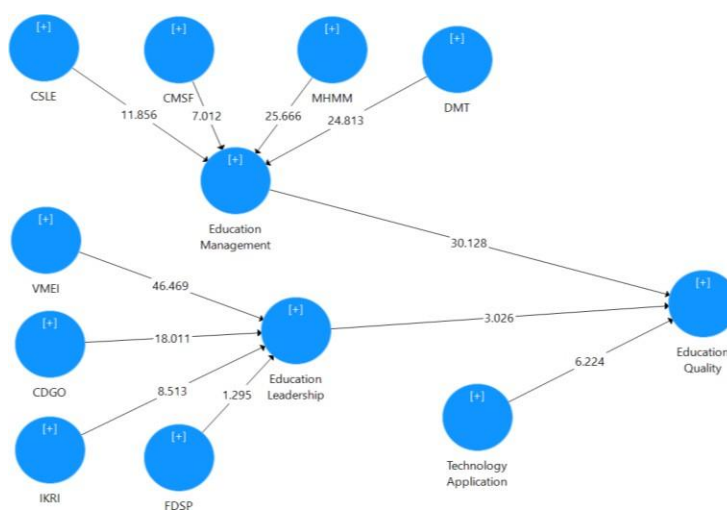 [+]
CSLE
[+]
CMSF
[+]
MHMM
[+]
DMT
11.856
7.012
25.666
24.813
[+]
Education
Management
[+]
VMEI
30.128
46.469
[+]
CDGO
18.011
[+]
Education
Leadership
3.026
[+]
Education
Quality
6.224
8.513
1.295
[+]
IKRI
[+]
FDSP
[+]
Technology
Application